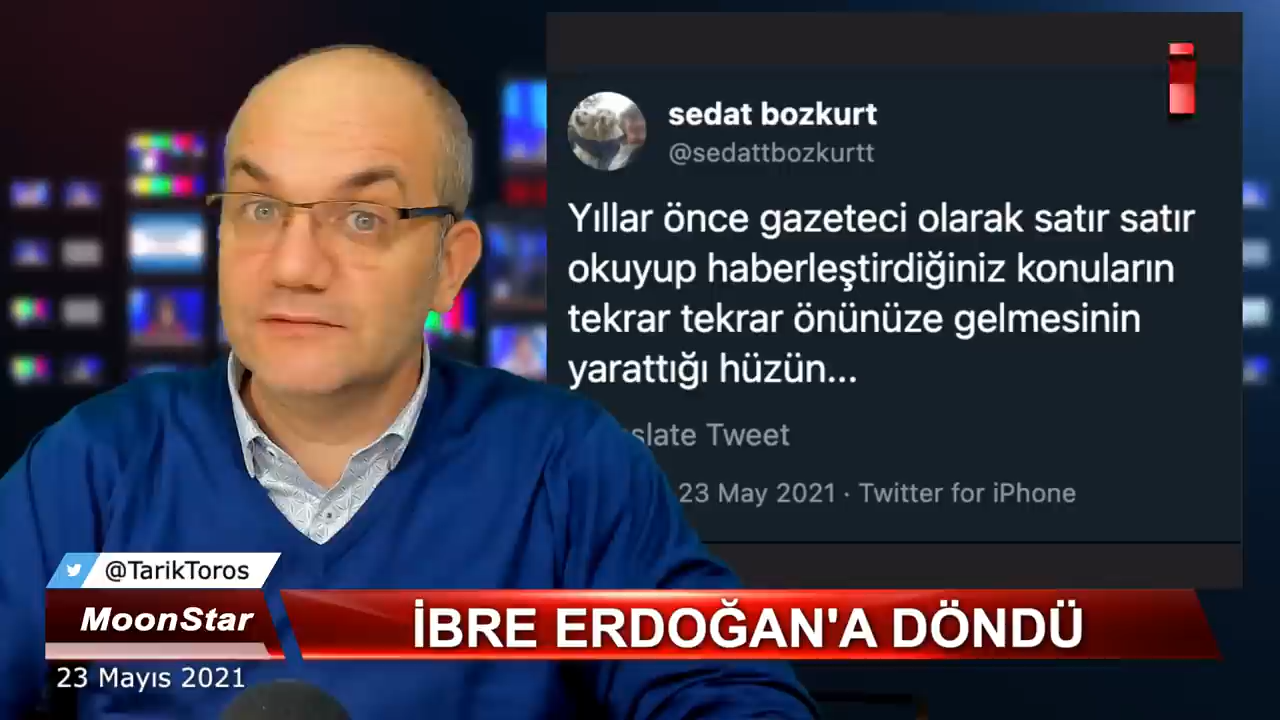 sedat bozkurt
@sedattbozkurtt
Yıllar önce gazeteci olarak satır satır
okuyup haberleştirdiğiniz konuların
tekrar tekrar önünüze gelmesinin
yarattığı hüzün...
slate Tweet
23 May 2021 · Twitter for iPhone
@TarikToros
MoonStar
İBRE ERDOĞAN'A DÖNDÜ
23 Mayıs 2021